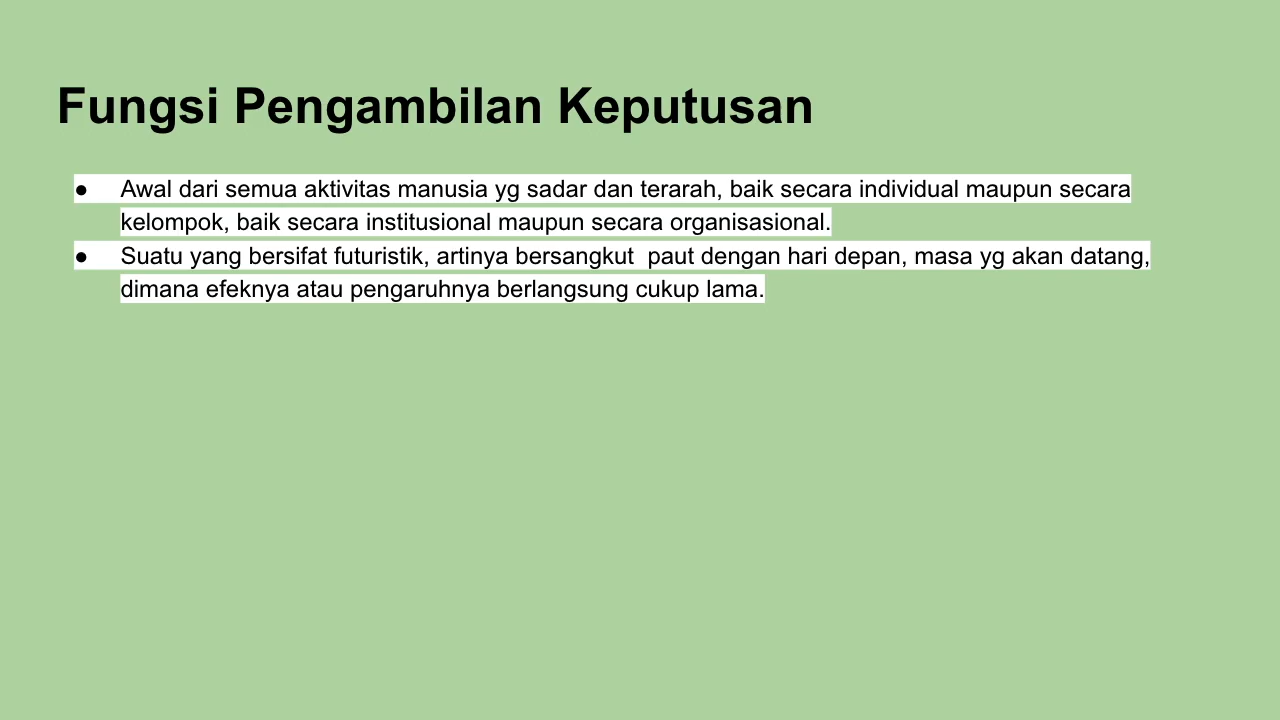 Fungsi Pengambilan Keputusan
● Awal dari semua aktivitas manusia yg sadar dan terarah, baik secara individual maupun secara
kelompok, baik secara institusional maupun secara organisasional.
● Suatu yang bersifat futuristik, artinya bersangkut  paut dengan hari depan, masa yg akan datang,
dimana efeknya atau pengaruhnya berlangsung cukup lama.